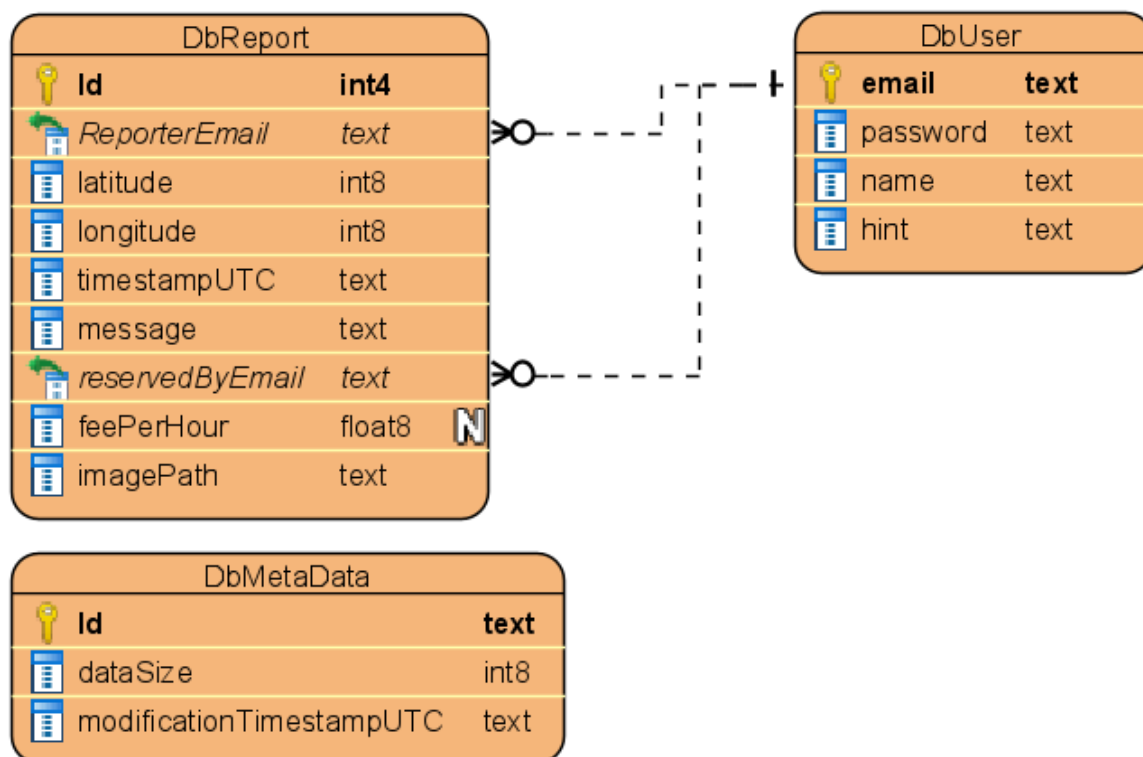 DbReport
Id int4
ReporterEmail text
latitude int8
longitude int8
timestampUTC text
message text
reservedByEmail text
feePerHour float8 N
imagePath text
DbUser
email text
password text
name text
hint text
DbMetaData
Id text
dataSize int8
modificationTimestampUTC text